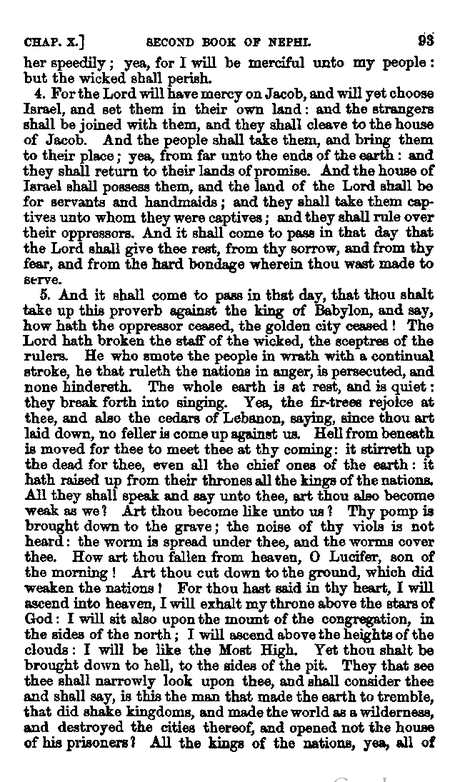 CHAP. X.] SECOND BOOK OF NEPHI. 93
her speedily; yea, for I will be merciful unto my people:
but the wicked shall perish.
4. For the Lord will have mercy on Jacob, and will yet choose
Israel, and set them in their own land: and the strangers
shall be joined with them, and they shall cleave to the house
of Jacob. And the people shall take them, and bring them
to their place; yea, from far unto the ends of the earth: and
they shall return to their lands of promise. And the house of
Israel shall possess them, and the land of the Lord shall be
for servants and handmaids; and they shall take them cap-
tives unto whom they were captives; and they shall rule over
their oppressors. And it shall come to pass in that day that
the Lord shall give thee rest, from thy sorrow, and from thy
fear, and from the hard bondage wherein thou wast made to
serve.
5. And it shall come to pass in that day, that thou shalt
take up this proverb against the king of Babylon, and say,
how hath the oppressor ceased, the golden city ceased! The
Lord hath broken the staff of the wicked, the sceptres of the
rulers. He who smote the people in wrath with a continual
stroke, he that ruleth the nations in anger, is persecuted, and
none hindereth. The whole earth is at rest, and is quiet:
they break forth into singing. Yea, the fir-trees rejoice at
thee, and also the cedars of Lebanon, saying, since thou art
laid down, no feller is come up against us. Hell from beneath
is moved for thee to meet thee at thy coming: it stirreth up
the dead for thee, even all the chief ones of the earth: it
hath raised up from their thrones all the kings of the nations.
All they shall speak and say unto thee, art thou also become
weak as we? Art thou become like unto us? Thy pomp is
brought down to the grave; the noise of thy viols is not
heard: the worm is spread under thee, and the worms cover
thee. How art thou fallen from heaven, O Lucifer, son of
the morning! Art thou cut down to the ground, which did
weaken the nations! For thou hast said in thy heart, I will
ascend into heaven, I will exhalt my throne above the stars of
God: I will sit also upon the mount of the congregation, in
the sides of the north; I will ascend above the heights of the
clouds: I will be like the Most High. Yet thou shalt be
brought down to hell, to the sides of the pit. They that see
thee shall narrowly look upon thee, and shall consider thee
and shall say, is this the man that made the earth to tremble,
that did shake kingdoms, and made the world as a wilderness,
and destroyed the cities thereof, and opened not the house
of his prisoners? All the kings of the nations, yea, all of